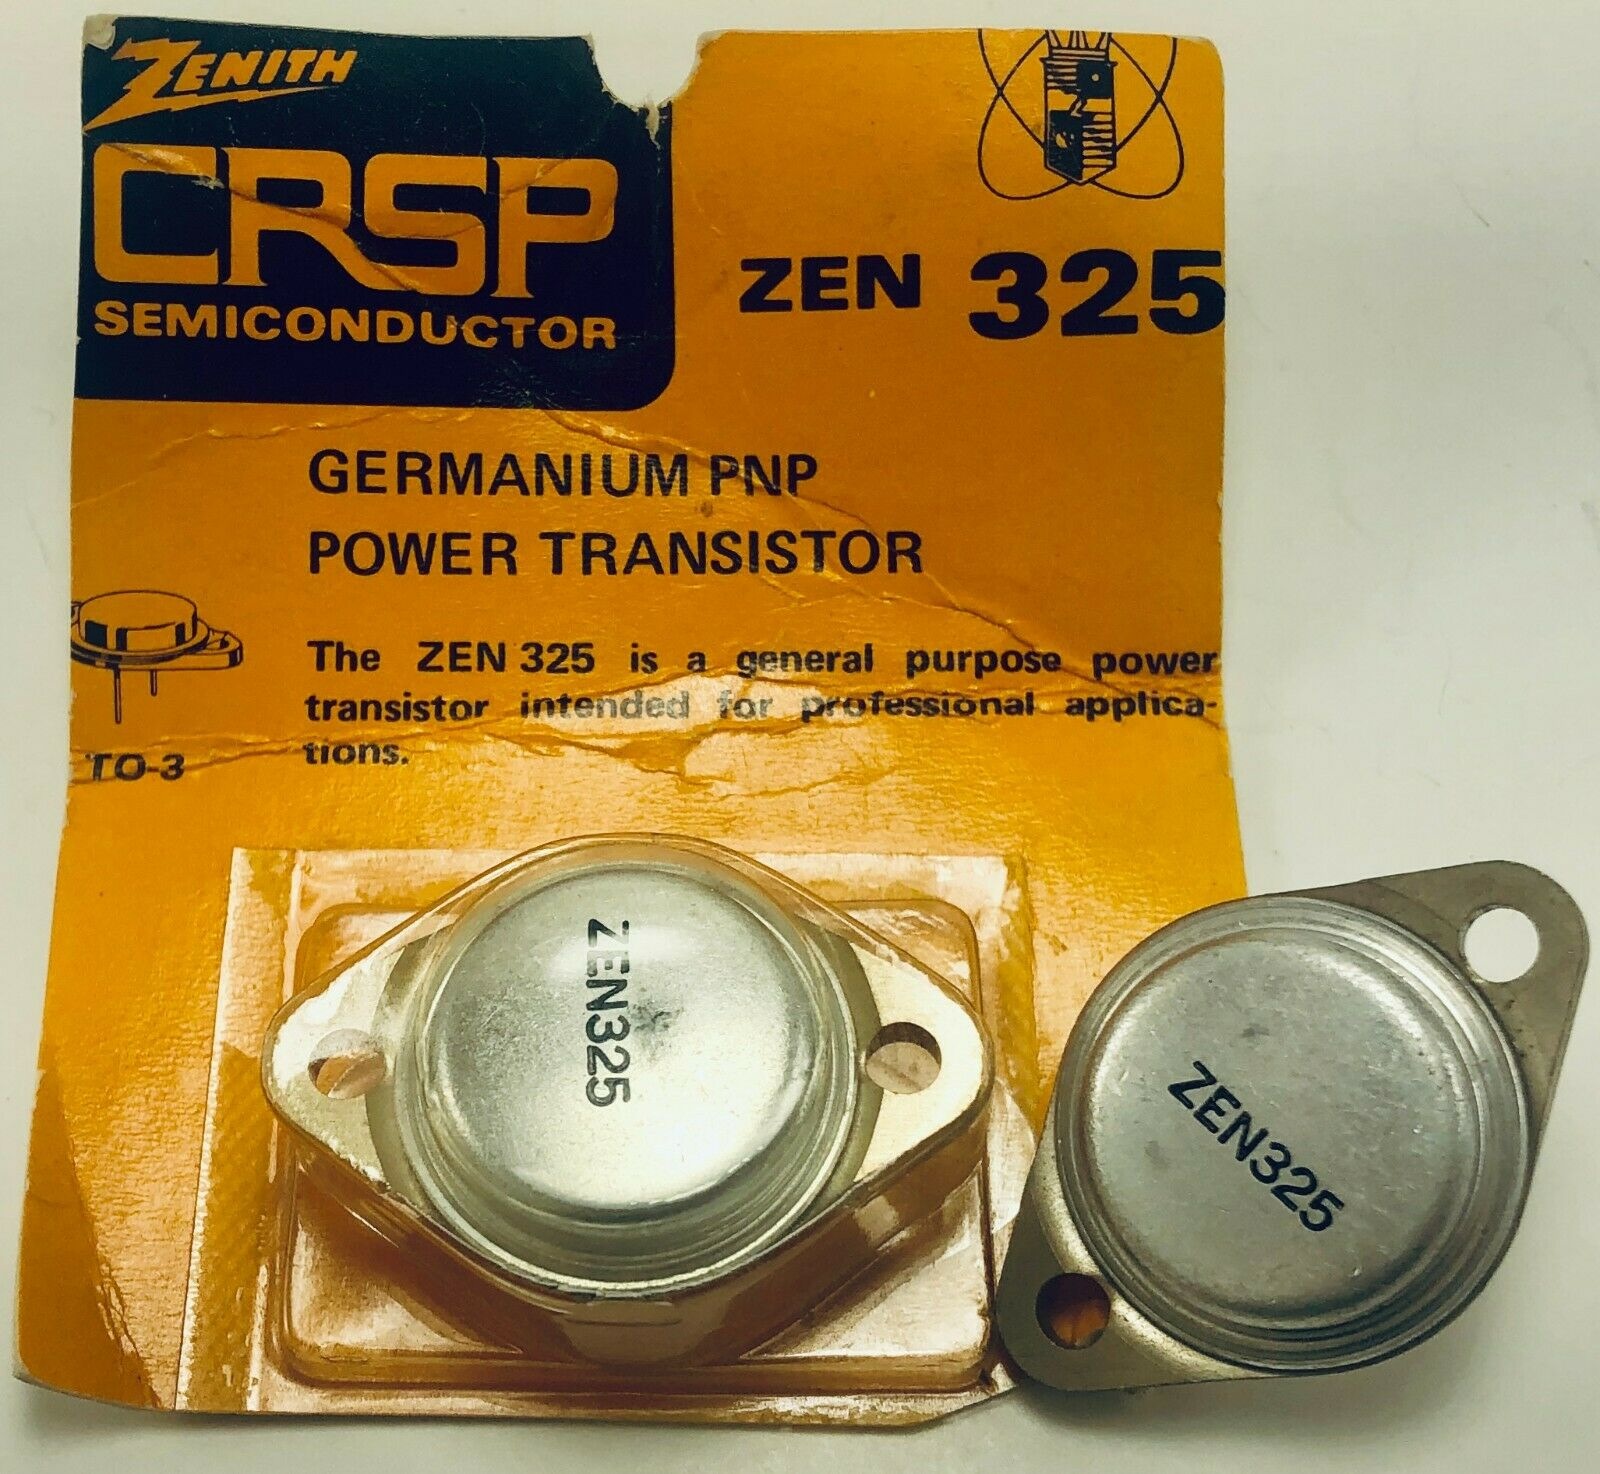 ZENITH
CRSP
SEMICONDUCTOR
ZEN 325
GERMANIUM PNP
POWER TRANSISTOR
The ZEN 325 is a general purpose power
transistor intended for professional applica-
tions.
TO-3
ZEN325
ZEN325